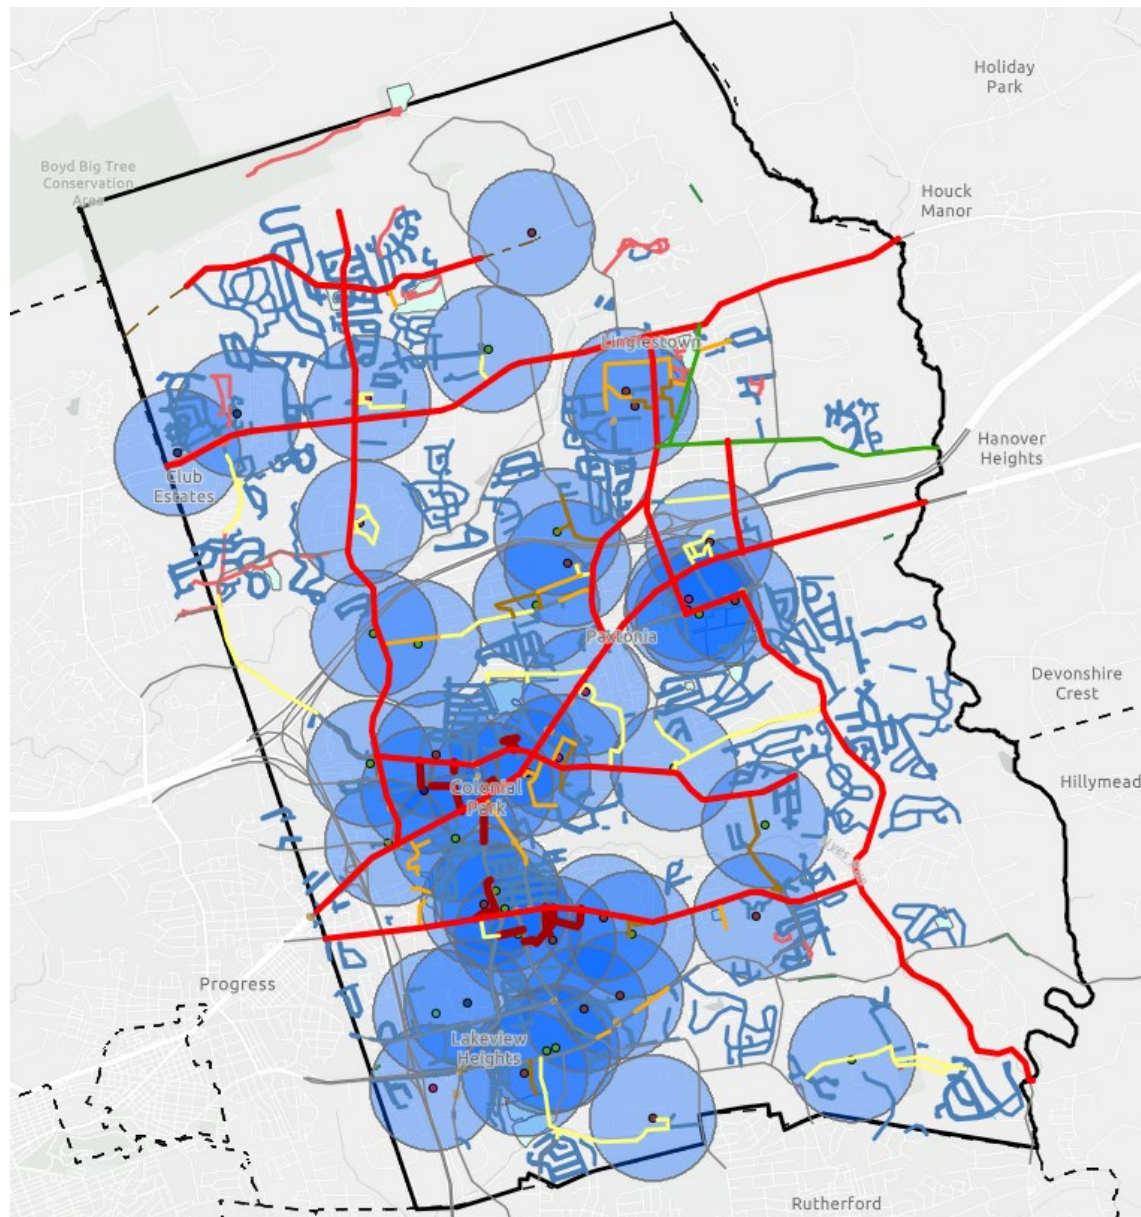 Holiday
Park
Boyd Big Tree
Conservation
Area
Houck
Manor
Linglestown
Hanover
Heights
Club
Estates
Paxtonia
Devonshire
Crest
Hillymead
Colonial
Park
Progress
Lakeview
Heights
Rutherford